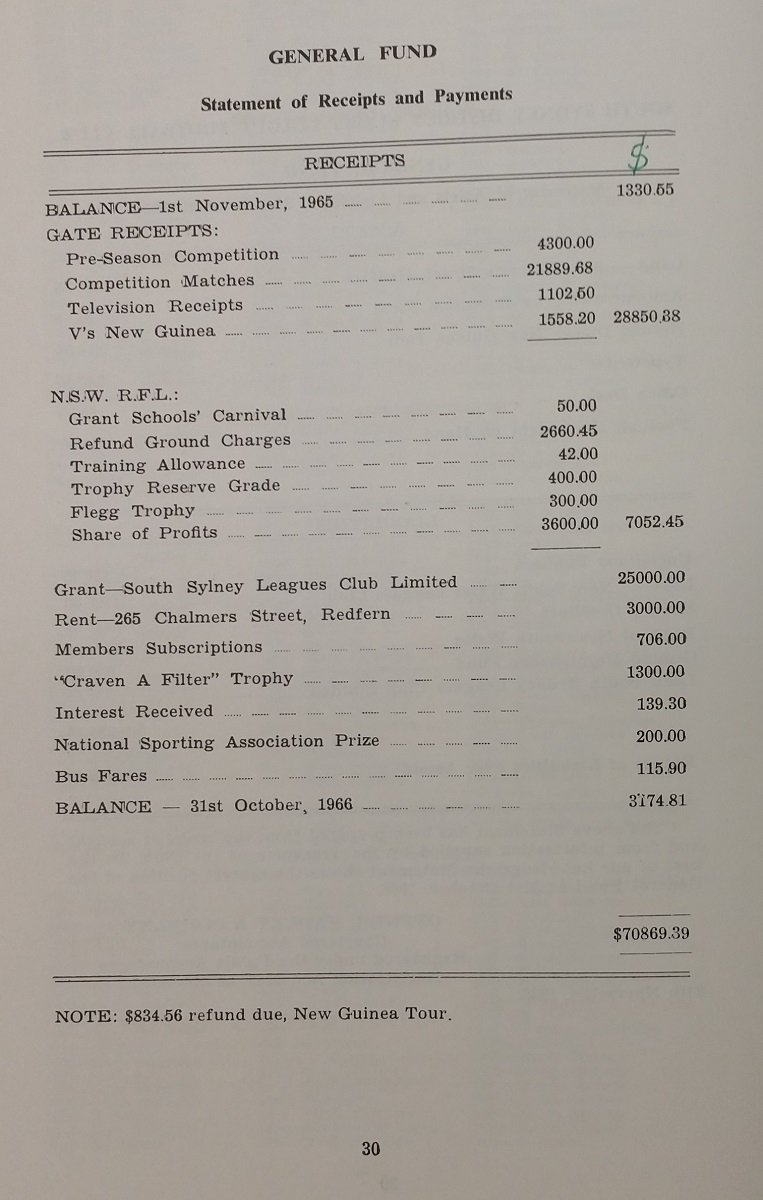 GENERAL FUND
Statement of Receipts and Payments
RECEIPTS $
BALANCE—1st November, 1965 ...... ...... ...... ...... ...... ...... 1330.55
GATE RECEIPTS:
Pre-Season Competition ...... ...... ...... ...... ...... ...... ...... ...... 4300.00
Competition Matches ...... ...... ...... ...... ...... ...... ...... ...... ...... 21889.68
Television Receipts ...... ...... ...... ...... ...... ...... ...... ...... ...... 1102.50
V's New Guinea ...... ...... ...... ...... ...... ...... ...... ...... ...... ...... 1558.20 28850.38
N.S.W. R.F.L.:
Grant Schools' Carnival ...... ...... ...... ...... ...... ...... ...... ...... 50.00
Refund Ground Charges ...... ...... ...... ...... ...... ...... ...... ...... 2660.45
Training Allowance ...... ...... ...... ...... ...... ...... ...... ...... ...... ...... 42.00
Trophy Reserve Grade ...... ...... ...... ...... ...... ...... ...... ...... 400.00
Flegg Trophy ...... ...... ...... ...... ...... ...... ...... ...... ...... ...... ...... 300.00
Share of Profits ...... ...... ...... ...... ...... ...... ...... ...... ...... ...... 3600.00 7052.45
Grant—South Sylney Leagues Club Limited ...... ...... 25000.00
Rent—265 Chalmers Street, Redfern ...... ...... ...... ...... 3000.00
Members Subscriptions ...... ...... ...... ...... ...... ...... ...... ...... ...... 706.00
"Craven A Filter" Trophy ...... ...... ...... ...... ...... ...... ...... ...... 1300.00
Interest Received ...... ...... ...... ...... ...... ...... ...... ...... ...... ...... ...... 139.30
National Sporting Association Prize ...... ...... ...... ...... ...... 200.00
Bus Fares ...... ...... ...... ...... ...... ...... ...... ...... ...... ...... ...... ...... ...... ...... 115.90
BALANCE — 31st October, 1966 ...... ...... ...... ...... ...... ...... 3174.81
$70869.39
NOTE: $834.56 refund due, New Guinea Tour.
30